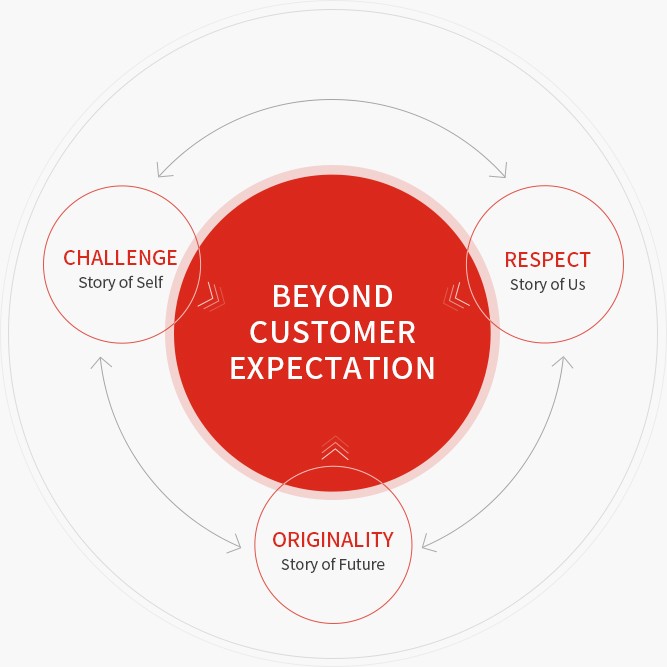 CHALLENGE
Story of Self
RESPECT
Story of Us
BEYOND
CUSTOMER
EXPECTATION
ORIGINALITY
Story of Future